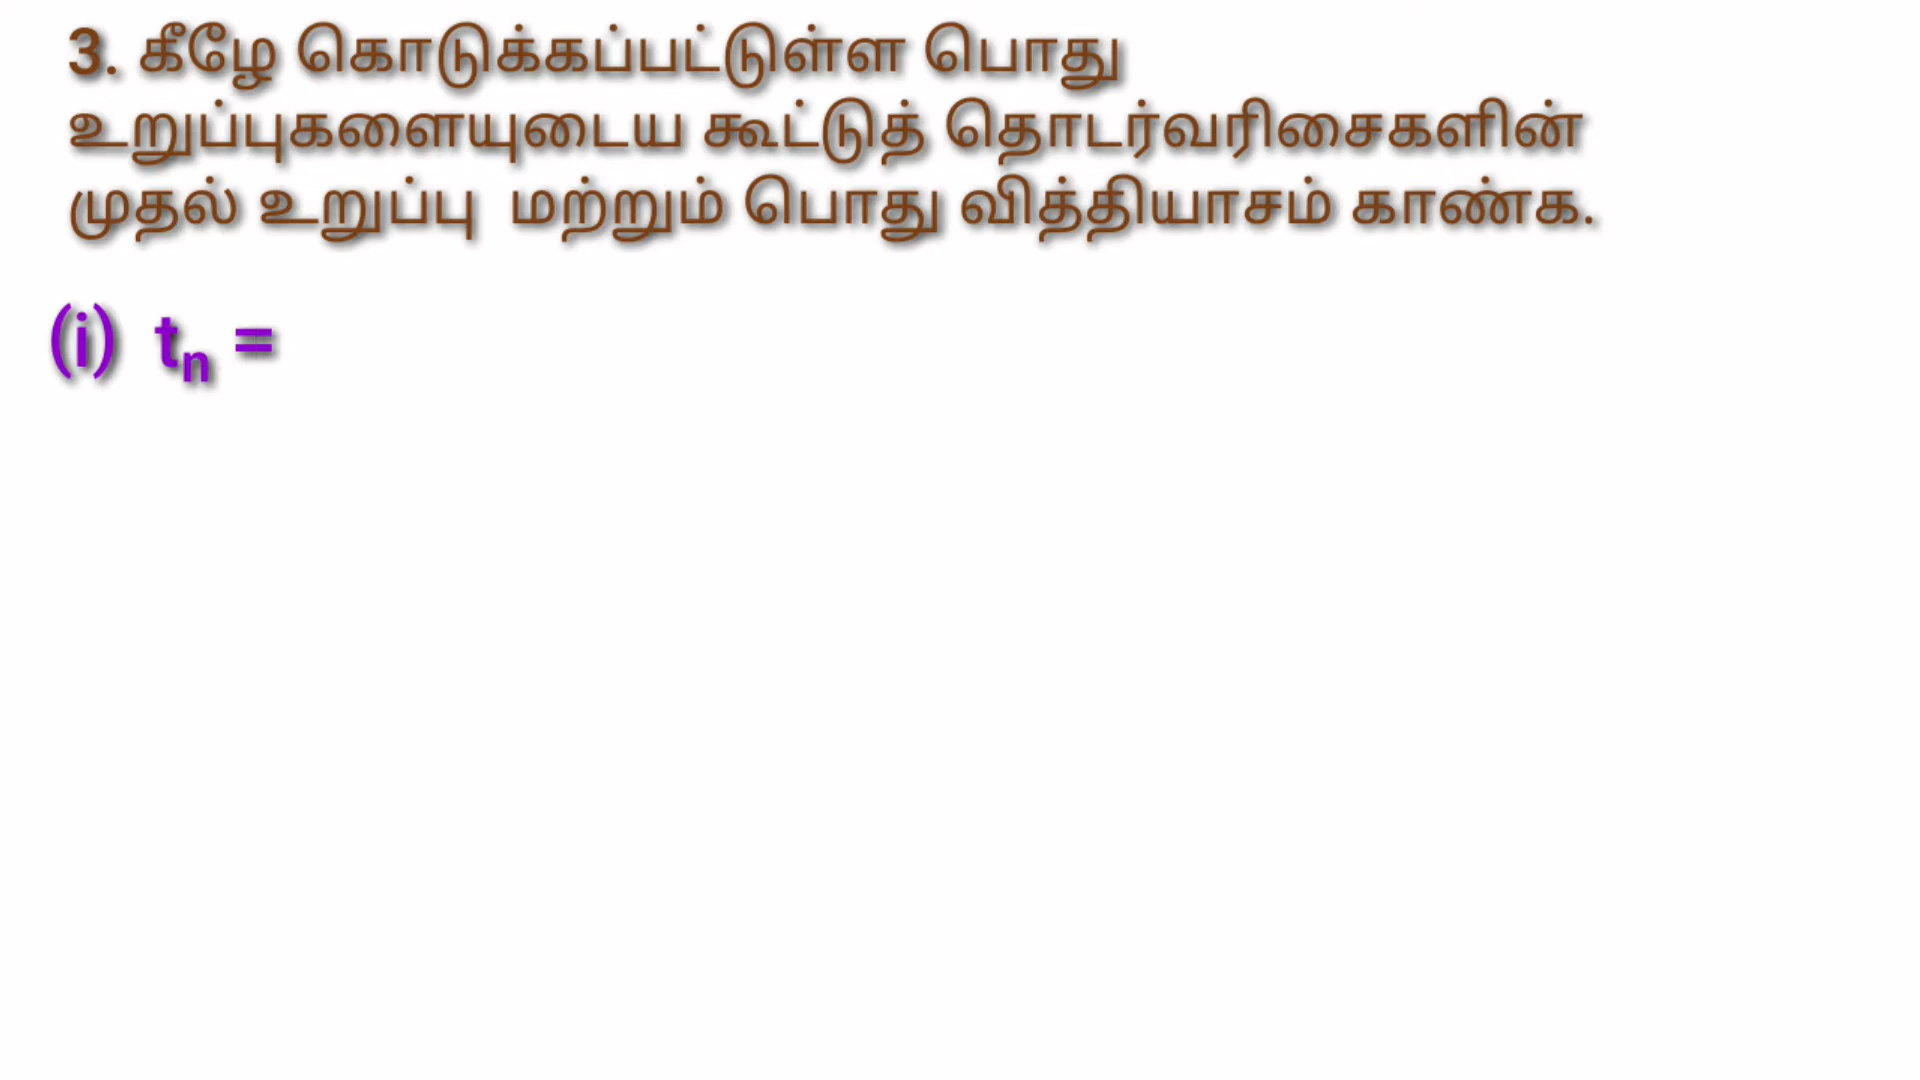 3. கீழே கொடுக்கப்பட்டுள்ள பொது
உறுப்புகளையுடைய கூட்டுத் தொடர்வரிசைகளின்
முதல் உறுப்பு மற்றும் பொது வித்தியாசம் காண்க.
(i) tₙ =